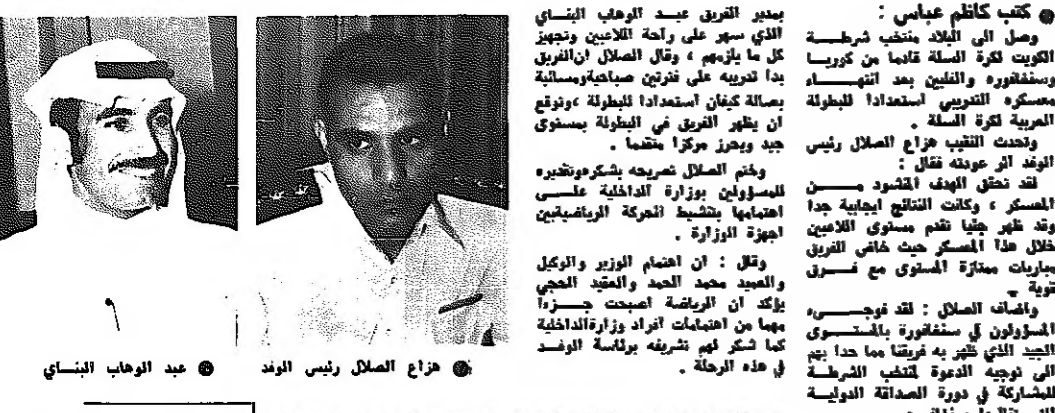 كتب كاظم عباس :
وصل الى البلاد منتخب شرطة
الكويت لكرة السلة قادما من كوريا
وسنغافوره والفلبين بعد انتهاء
معسكره التدريبي استعدادا للبطولة
العربية لكرة السلة .
وتحدث النقيب هزاع الصلال رئيس
الوفد اثر عودته فقال :
لقد تحقق الهدف المنشود من
المعسكر ، وكانت النتائج ايجابية جدا
وقد ظهر جليا تقدم مستوى اللاعبين
خلال هذا المعسكر حيث خاض الفريق
مباريات ممتازة المستوى مع فرق
قوية .
واضاف الصلال : لقد فوجىء
المسؤولون في سنغافورة بالمستوى
الجيد الذي ظهر به فريقنا مما حدا بهم
الى توجيه الدعوة لمنتخب الشرطة
للمشاركة في دورة الصداقة الدولية
بمدير الفريق عبد الوهاب البناي
الذي سهر على راحة اللاعبين وتجهيز
كل ما يلزمهم ، وقال الصلال ان الفريق
بدا تدريبه على فترتين صباحية ومسائية
بصالة كيفان استعدادا للبطولة ، وتوقع
ان يظهر الفريق في البطولة بمستوى
جيد ويحرز مركزا متقدما .
وختم الصلال تصريحه بشكره وتقديره
للمسؤولين بوزارة الداخلية على
اهتمامها بتنشيط الحركة الرياضية بين
اجهزة الوزارة .
وقال : ان اهتمام الوزير والوكيل
والعميد محمد الحمد والعقيد الحجي
يؤكد ان الرياضة اصبحت جزءا
مهما من اهتمامات افراد وزارة الداخلية
كما شكر لهم تشريفه برئاسة الوفد
في هذه الرحلة .
هزاع الصلال رئيس الوفد
عبد الوهاب البناي